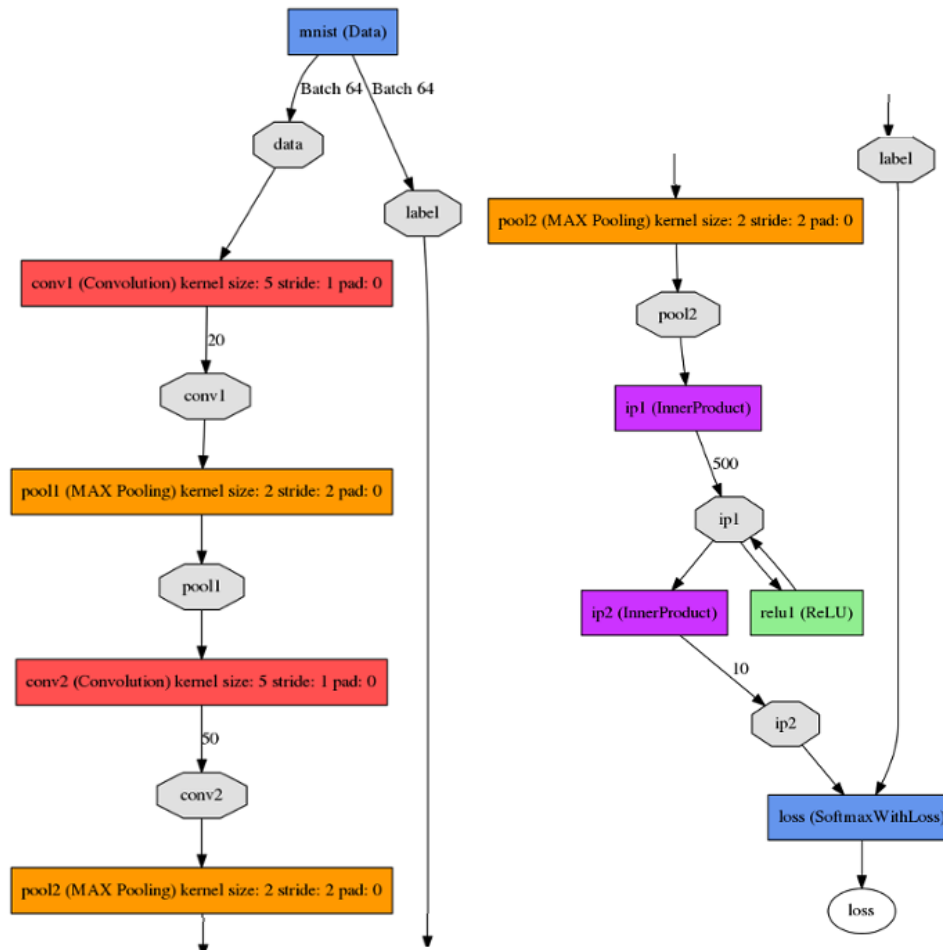 mnist (Data)
Batch 64
Batch 64
data
label
conv1 (Convolution) kernel size: 5 stride: 1 pad: 0
20
conv1
pool1 (MAX Pooling) kernel size: 2 stride: 2 pad: 0
pool1
conv2 (Convolution) kernel size: 5 stride: 1 pad: 0
50
conv2
pool2 (MAX Pooling) kernel size: 2 stride: 2 pad: 0
label
pool2 (MAX Pooling) kernel size: 2 stride: 2 pad: 0
pool2
ip1 (InnerProduct)
500
ip1
ip2 (InnerProduct)
relu1 (ReLU)
10
ip2
loss (SoftmaxWithLoss)
loss